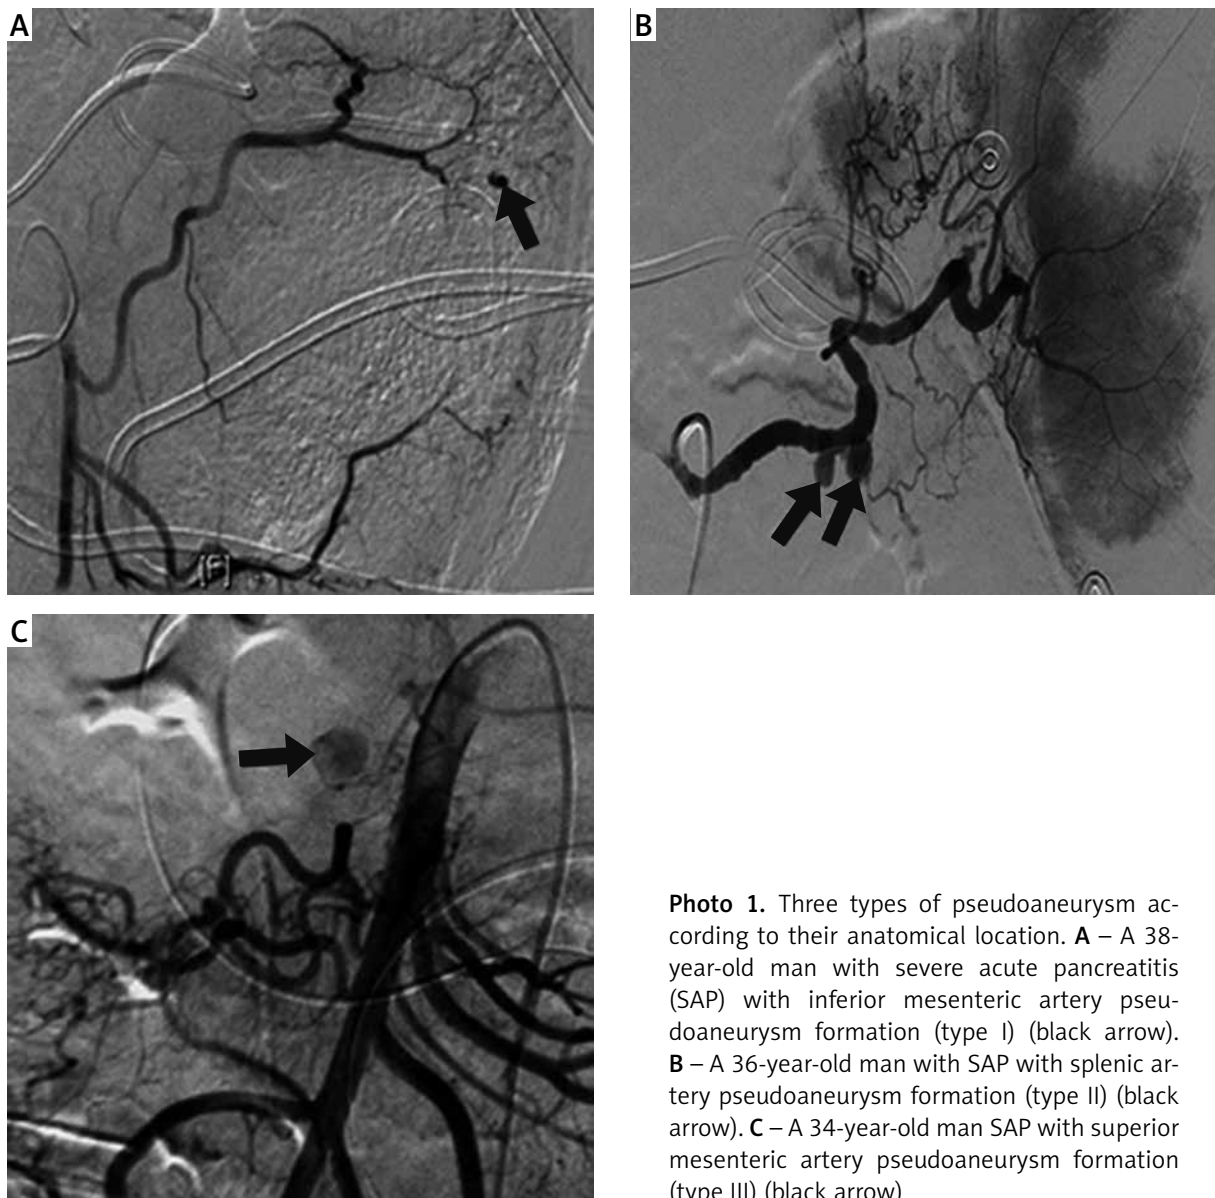 A
B
[F]
C
Photo 1. Three types of pseudoaneurysm ac-
cording to their anatomical location. A – A 38-
year-old man with severe acute pancreatitis
(SAP) with inferior mesenteric artery pseu-
doaneurysm formation (type I) (black arrow).
B – A 36-year-old man with SAP with splenic ar-
tery pseudoaneurysm formation (type II) (black
arrow). C – A 34-year-old man SAP with superior
mesenteric artery pseudoaneurysm formation
(type III) (black arrow)